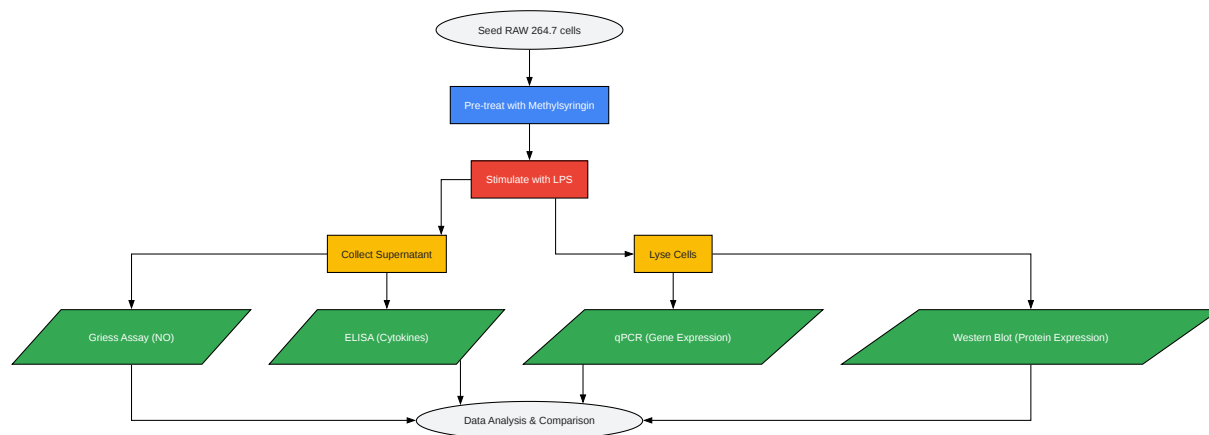 Seed RAW 264.7 cells
Pre-treat with Methylsyringin
Stimulate with LPS
Collect Supernatant
Lyse Cells
Griess Assay (NO)
ELISA (Cytokines)
qPCR (Gene Expression)
Western Blot (Protein Expression)
Data Analysis & Comparison